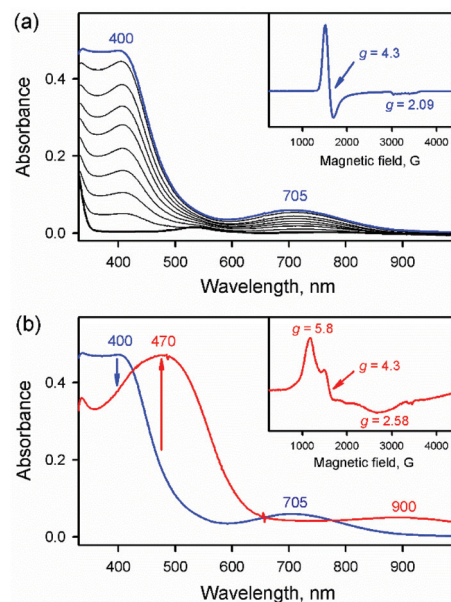 (a)
400
0.4
0.2
0.0
Absorbance
705
400 500 600 700 800 900
Wavelength, nm
g = 4.3
g = 2.09
1000 2000 3000 4000
Magnetic field, G
(b)
400
470
0.4
0.2
0.0
Absorbance
705
900
400 500 600 700 800 900
Wavelength, nm
g = 5.8
g = 4.3
g = 2.58
1000 2000 3000 4000
Magnetic field, G